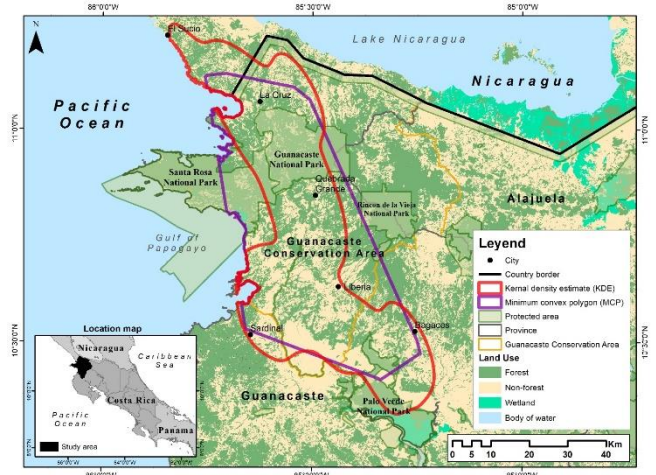 86°0'0"W
85°30'0"W
85°0'0"W
N
El Sucio
Lake Nicaragua
Nicaragua
Pacific
Ocean
La Cruz
11°0'0"N
11°0'0"N
Guanacaste
National Park
Santa Rosa
National Park
Quebrada
Grande
Rincon de la Vieja
National Park
Alajuela
Gulf of
Papogayo
Guanacaste
Conservation Area
Liberia
Bagaces
Sardinal
10°30'0"N
10°30'0"N
Guanacaste
Palo Verde
National Park
Leyend
City
Country border
Kernal density estimate (KDE)
Minimum convex polygon (MCP)
Protected area
Province
Guanacaste Conservation Area
Land Use
Forest
Non-forest
Wetland
Body of water
0 5 10 20 30 40
Km
Location map
Nicaragua
Caribbean
Sea
Costa Rica
Pacific
Ocean
Panama
Study area